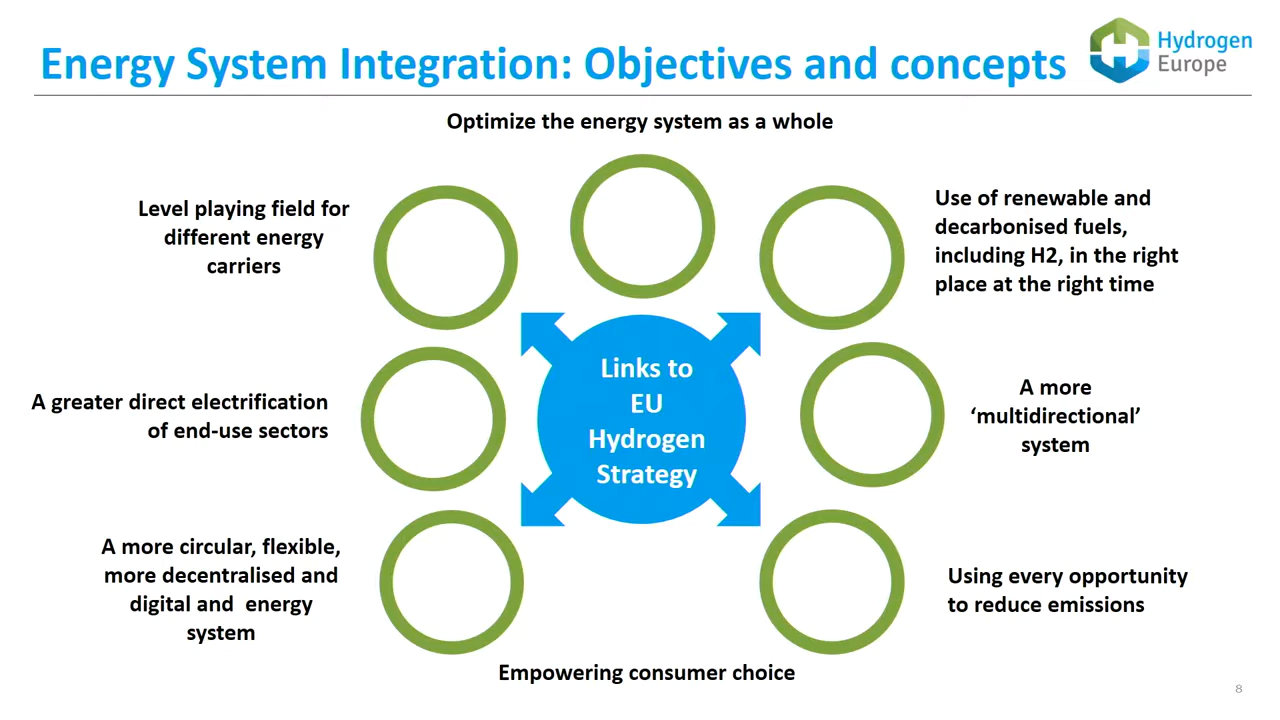 Energy System Integration: Objectives and concepts
Hydrogen
Europe
Optimize the energy system as a whole
Level playing field for
different energy
carriers
Use of renewable and
decarbonised fuels,
including H2, in the right
place at the right time
A greater direct electrification
of end-use sectors
Links to
EU
Hydrogen
Strategy
A more
‘multidirectional’
system
A more circular, flexible,
more decentralised and
digital and  energy
system
Using every opportunity
to reduce emissions
Empowering consumer choice
8